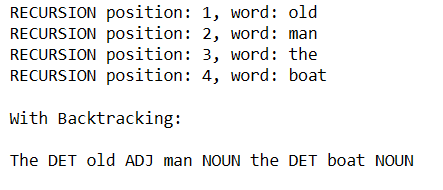 RECURSION position: 1, word: old
RECURSION position: 2, word: man
RECURSION position: 3, word: the
RECURSION position: 4, word: boat
With Backtracking:
The DET old ADJ man NOUN the DET boat NOUN